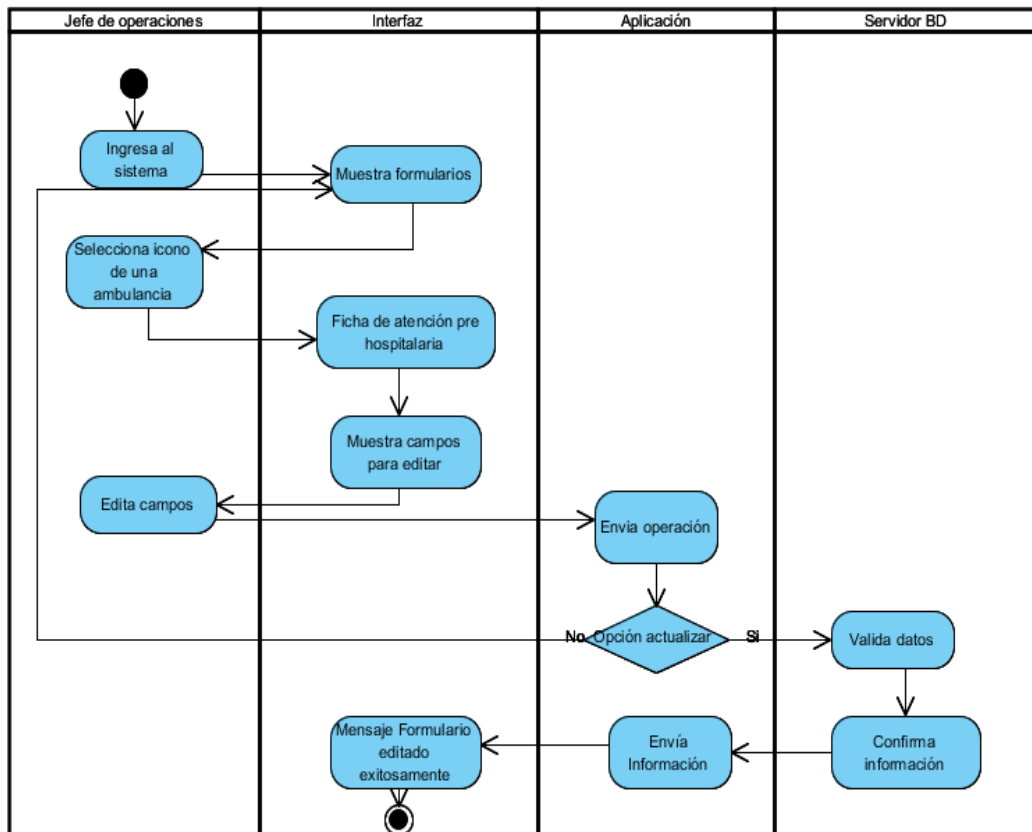 Jefe de operaciones
Interfaz
Aplicación
Servidor BD
Ingresa al
sistema
Muestra formularios
Selecciona icono
de una
ambulancia
Ficha de atención pre
hospitalaria
Muestra campos
para editar
Edita campos
Envia operación
No
Opción actualizar
Si
Valida datos
Mensaje Formulario
editado
exitosamente
Envía
Información
Confirma
información